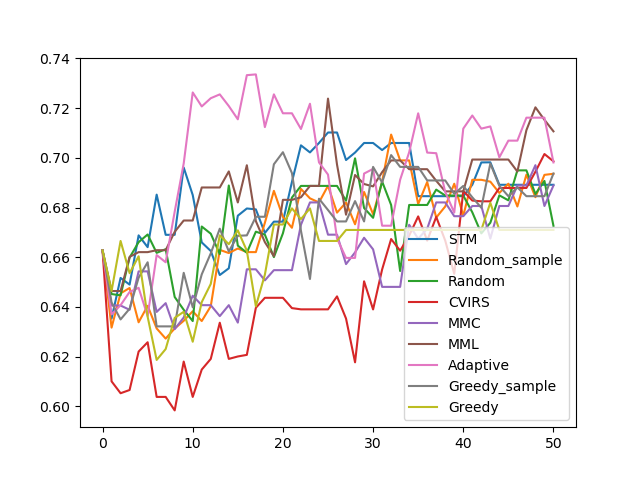 0.74
0.72
0.70
0.68
0.66
0.64
0.62
0.60
0 10 20 30 40 50
STM
Random_sample
Random
CVIRS
MMC
MML
Adaptive
Greedy_sample
Greedy